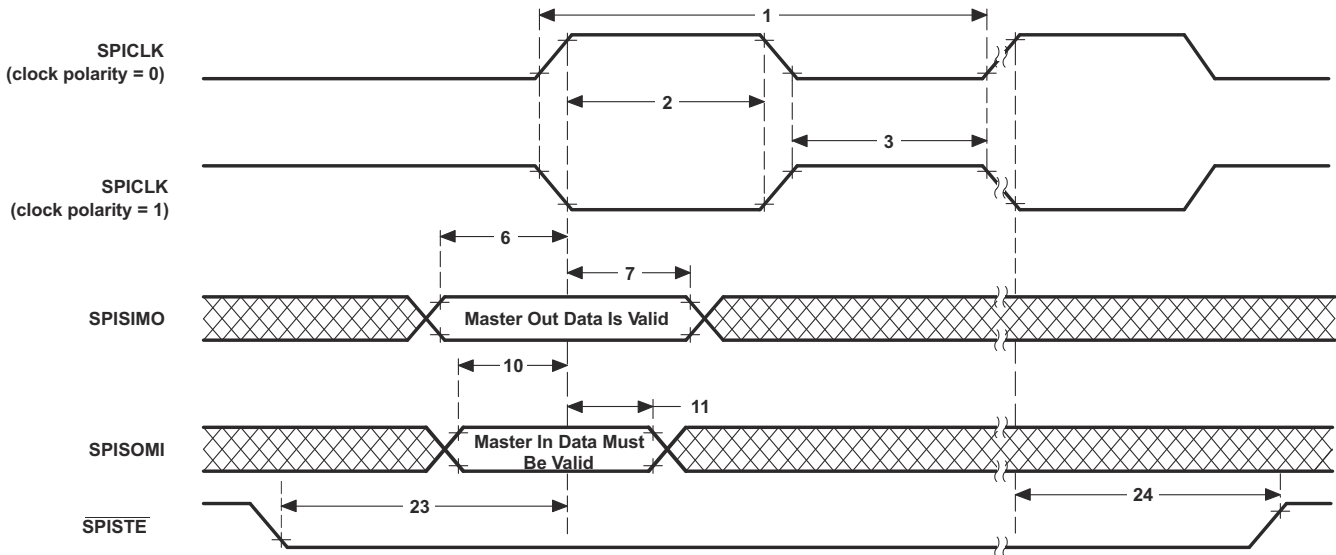 1
SPICLK
(clock polarity = 0)
2
3
SPICLK
(clock polarity = 1)
6
7
SPISIMO
Master Out Data Is Valid
10
11
SPISOMI
Master In Data Must
Be Valid
23
24
SPISTE